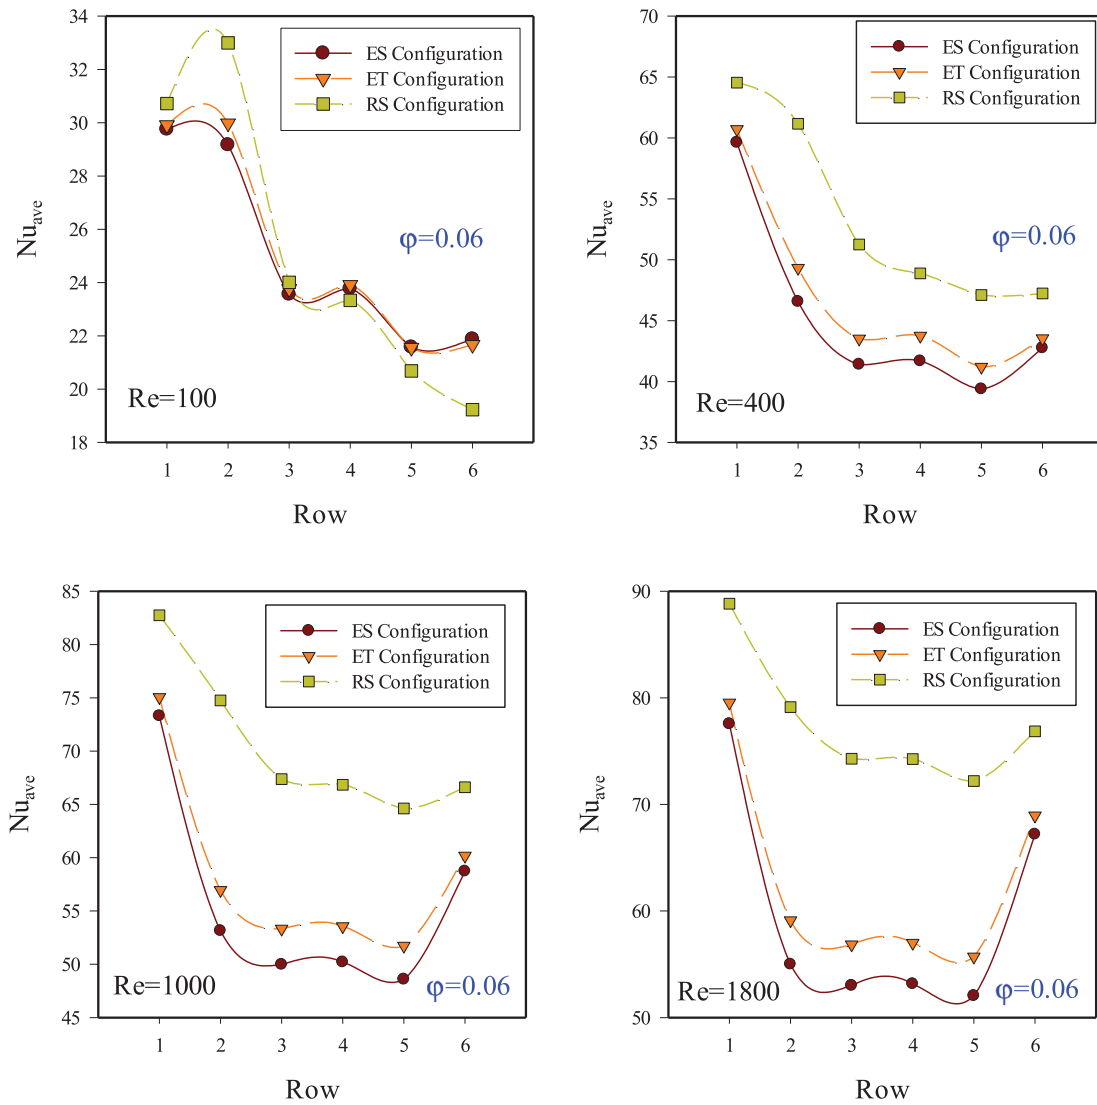 34
32
30
28
26
24
22
20
18
Nuave
ES Configuration
ET Configuration
RS Configuration
φ=0.06
Re=100
1 2 3 4 5 6
Row
70
65
60
55
50
45
40
35
Nuave
ES Configuration
ET Configuration
RS Configuration
φ=0.06
Re=400
1 2 3 4 5 6
Row
85
80
75
70
65
60
55
50
45
Nuave
ES Configuration
ET Configuration
RS Configuration
Re=1000
φ=0.06
1 2 3 4 5 6
Row
90
80
70
60
50
Nuave
ES Configuration
ET Configuration
RS Configuration
Re=1800
φ=0.06
1 2 3 4 5 6
Row